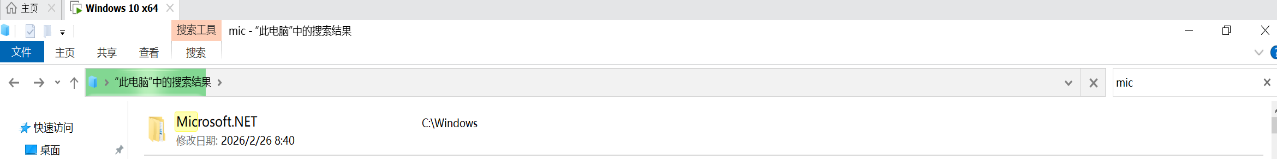 主页 Windows 10 x64
搜索工具 mic - “此电脑”中的搜索结果
文件 主页 共享 查看 搜索
“此电脑”中的搜索结果 mic
Microsoft.NET C:\Windows
快速访问
修改日期: 2026/2/26 8:40
桌面